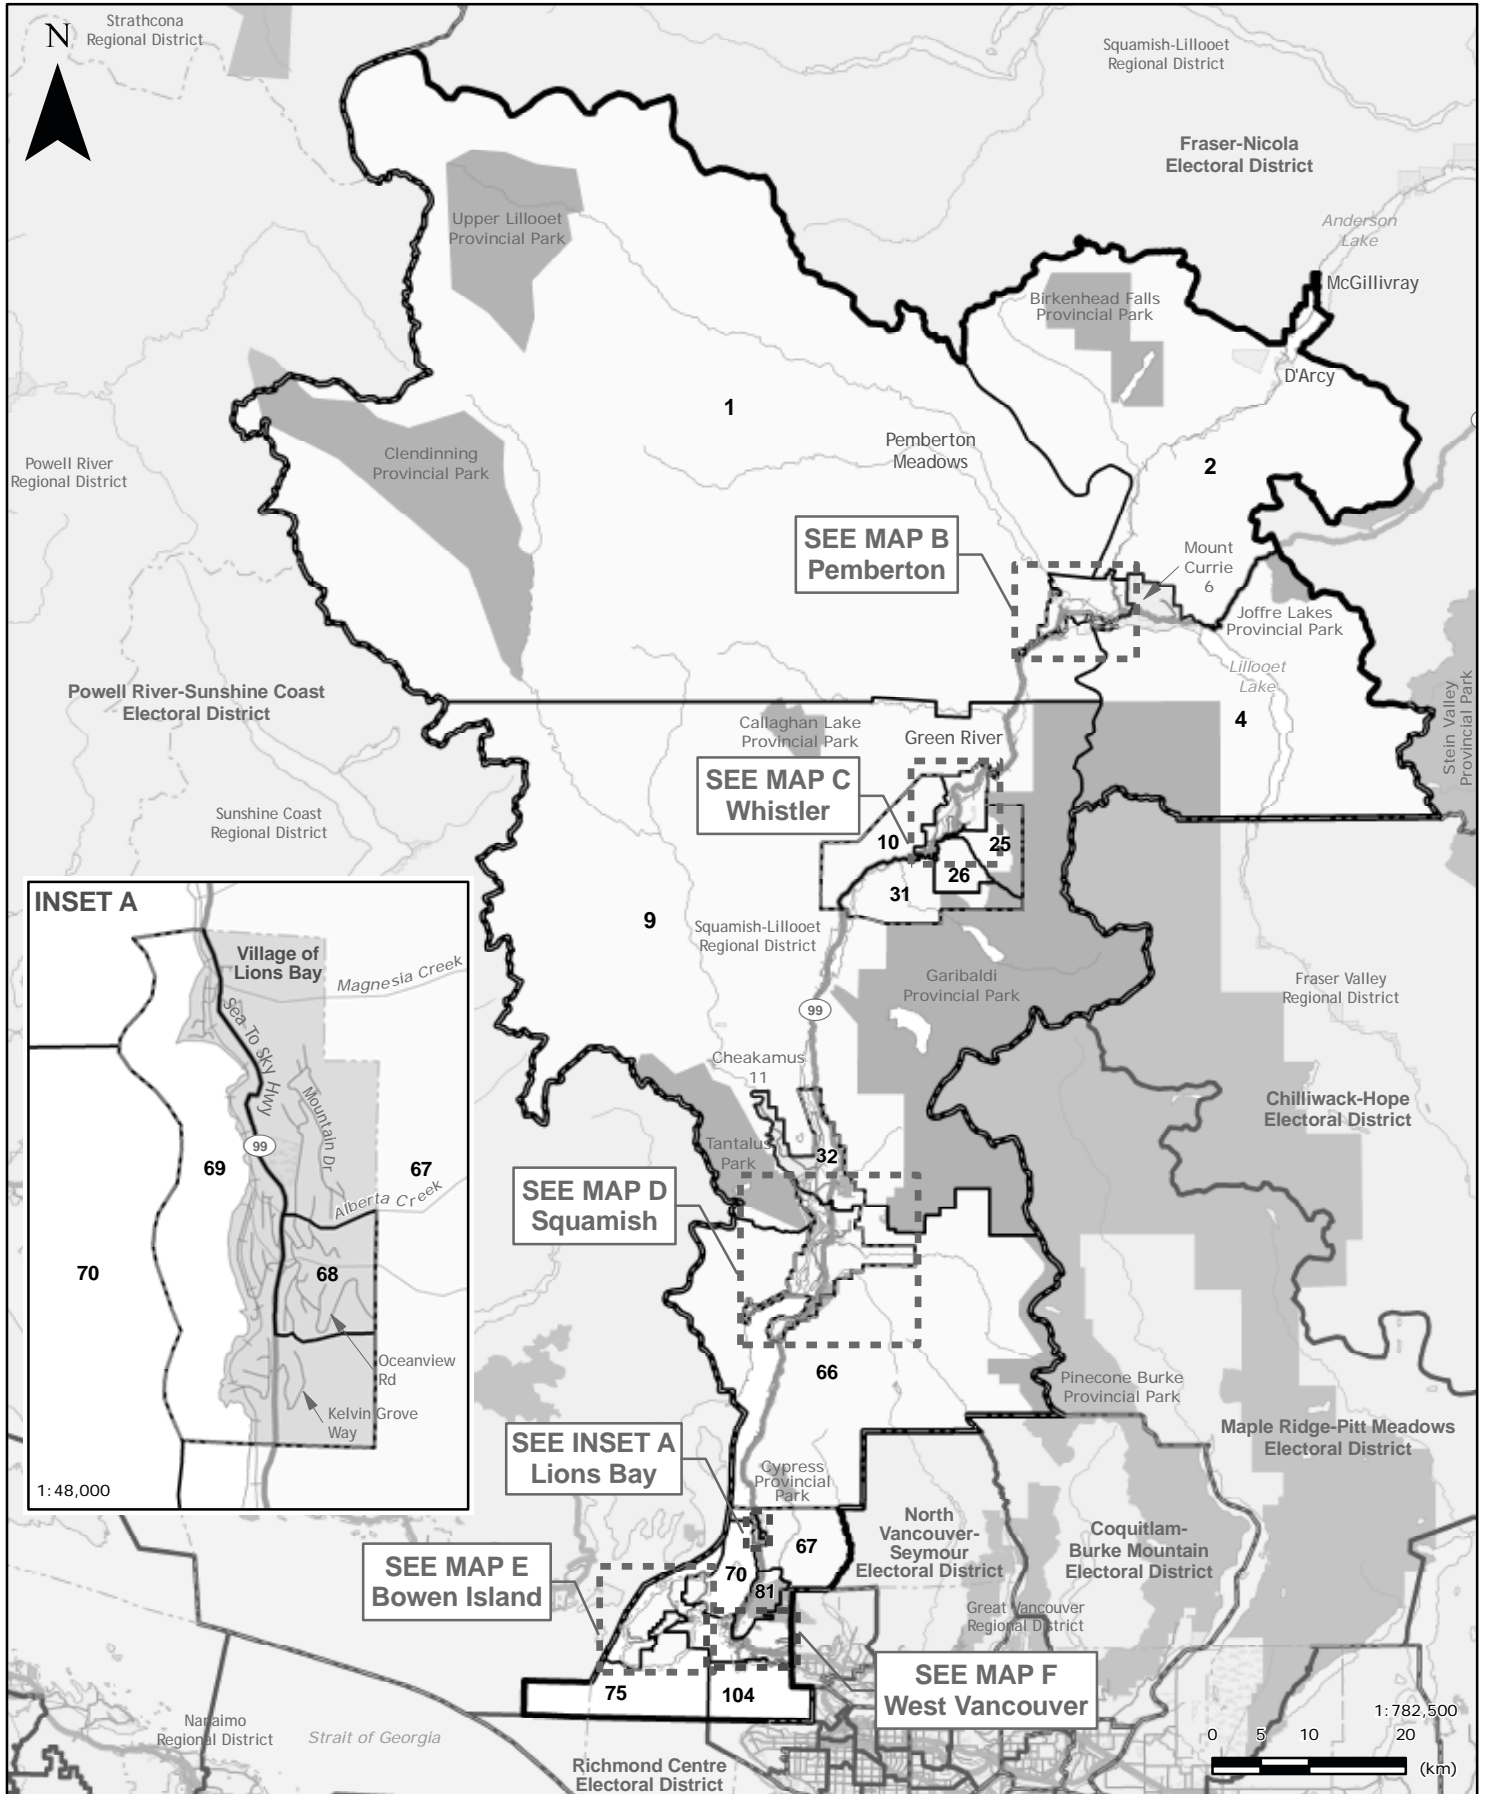 N
Strathcona
Regional District
Squamish-Lillooet
Regional District
Fraser-Nicola
Electoral District
Anderson
Lake
McGillivray
Upper Lillooet
Provincial Park
Birkenhead Falls
Provincial Park
D'Arcy
1
Pemberton
Meadows
2
Clendinning
Provincial Park
Powell River
Regional District
SEE MAP B
Pemberton
Mount
Currie
6
Joffre Lakes
Provincial Park
Lillooet
Lake
4
Stein Valley
Provincial Park
Powell River-Sunshine Coast
Electoral District
Callaghan Lake
Provincial Park
Green River
SEE MAP C
Whistler
Sunshine Coast
Regional District
10
25
26
31
9
Squamish-Lillooet
Regional District
Garibaldi
Provincial Park
Fraser Valley
Regional District
99
Cheakamus
11
Chilliwack-Hope
Electoral District
Tantalus
Park
32
SEE MAP D
Squamish
66
Pinecone Burke
Provincial Park
Maple Ridge-Pitt Meadows
Electoral District
SEE INSET A
Lions Bay
Cypress
Provincial
Park
North
Vancouver-
Seymour
Electoral District
Coquitlam-
Burke Mountain
Electoral District
67
70
81
SEE MAP E
Bowen Island
Great Vancouver
Regional District
SEE MAP F
West Vancouver
75
104
Nanaimo
Regional District
Strait of Georgia
Richmond Centre
Electoral District
1:782,500
0 5 10 20
(km)
INSET A
Village of
Lions Bay
Magnesia Creek
Sea To Sky Hwy
Mountain Dr
99
69
67
Alberta Creek
70
68
Oceanview
Rd
Kelvin Grove
Way
1:48,000